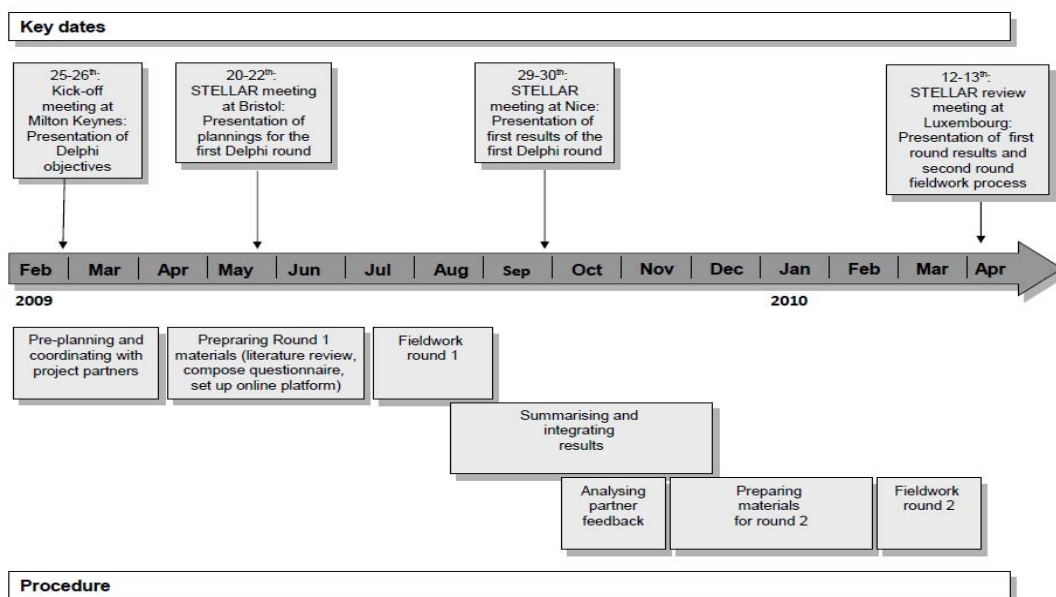 Key dates
25-26th:
Kick-off
meeting at
Milton Keynes:
Presentation of
Delphi
objectives
20-22th:
STELLAR meeting
at Bristol:
Presentation of
plannings for the
first Delphi round
29-30th:
STELLAR
meeting at Nice:
Presentation of
first results of the
first Delphi round
12-13th:
STELLAR review
meeting at
Luxembourg:
Presentation of first
round results and
second round
fieldwork process
Feb Mar Apr May Jun Jul Aug Sep Oct Nov Dec Jan Feb Mar Apr
2009 2010
Pre-planning and
coordinating with
project partners
Prepraring Round 1
materials (literature review,
compose questionnaire,
set up online platform)
Fieldwork
round 1
Summarising and
integrating
results
Analysing
partner
feedback
Preparing
materials
for round 2
Fieldwork
round 2
Procedure